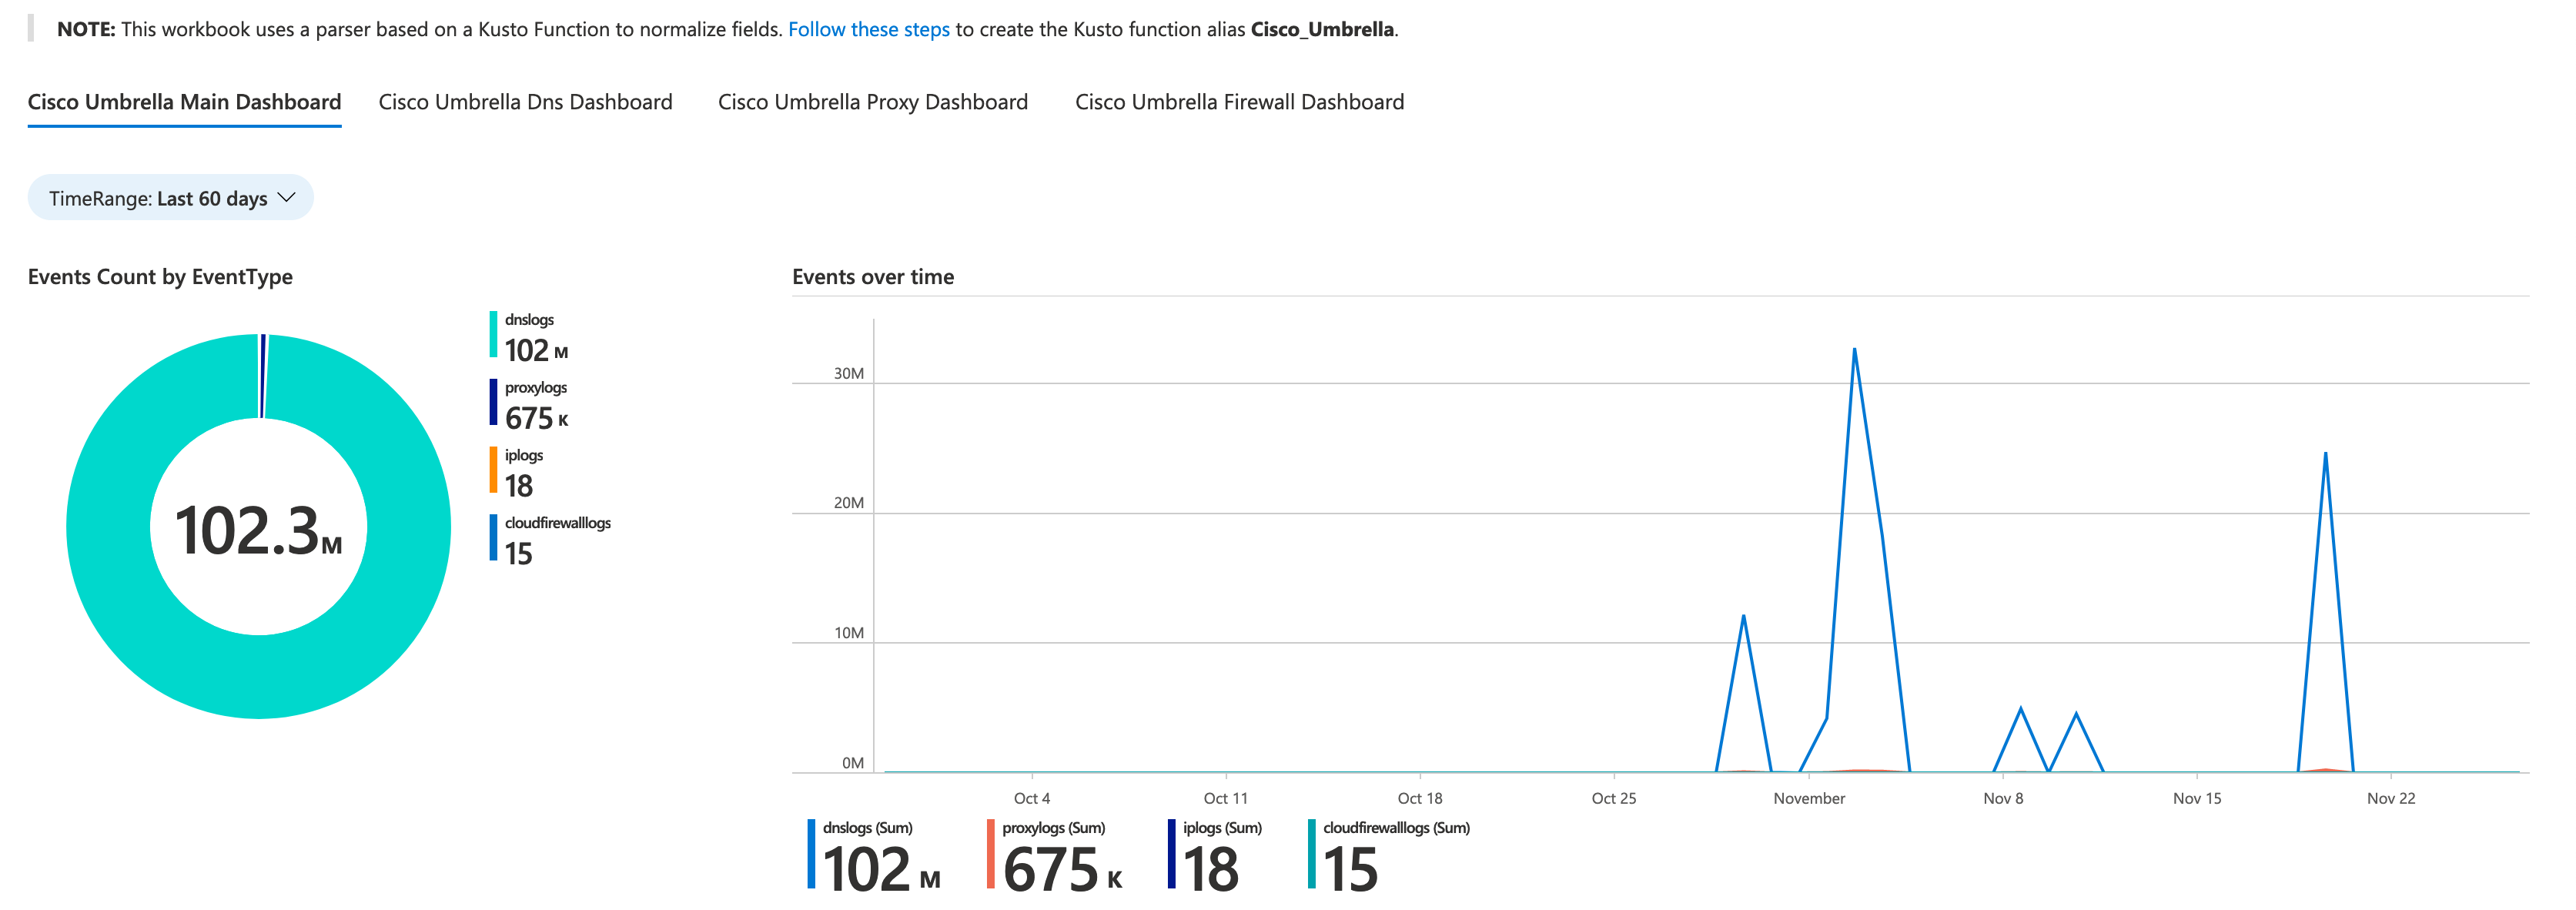 NOTE: This workbook uses a parser based on a Kusto Function to normalize fields. Follow these steps to create the Kusto function alias Cisco_Umbrella.
Cisco Umbrella Main Dashboard Cisco Umbrella Dns Dashboard Cisco Umbrella Proxy Dashboard Cisco Umbrella Firewall Dashboard
TimeRange: Last 60 days
Events Count by EventType
dnslogs
102 M
proxylogs
675 K
iplogs
18
cloudfirewalllogs
15
102.3 M
Events over time
30M
20M
10M
0M
Oct 4 Oct 11 Oct 18 Oct 25 November Nov 8 Nov 15 Nov 22
dnslogs (Sum) proxylogs (Sum) iplogs (Sum) cloudfirewalllogs (Sum)
102 M 675 K 18 15